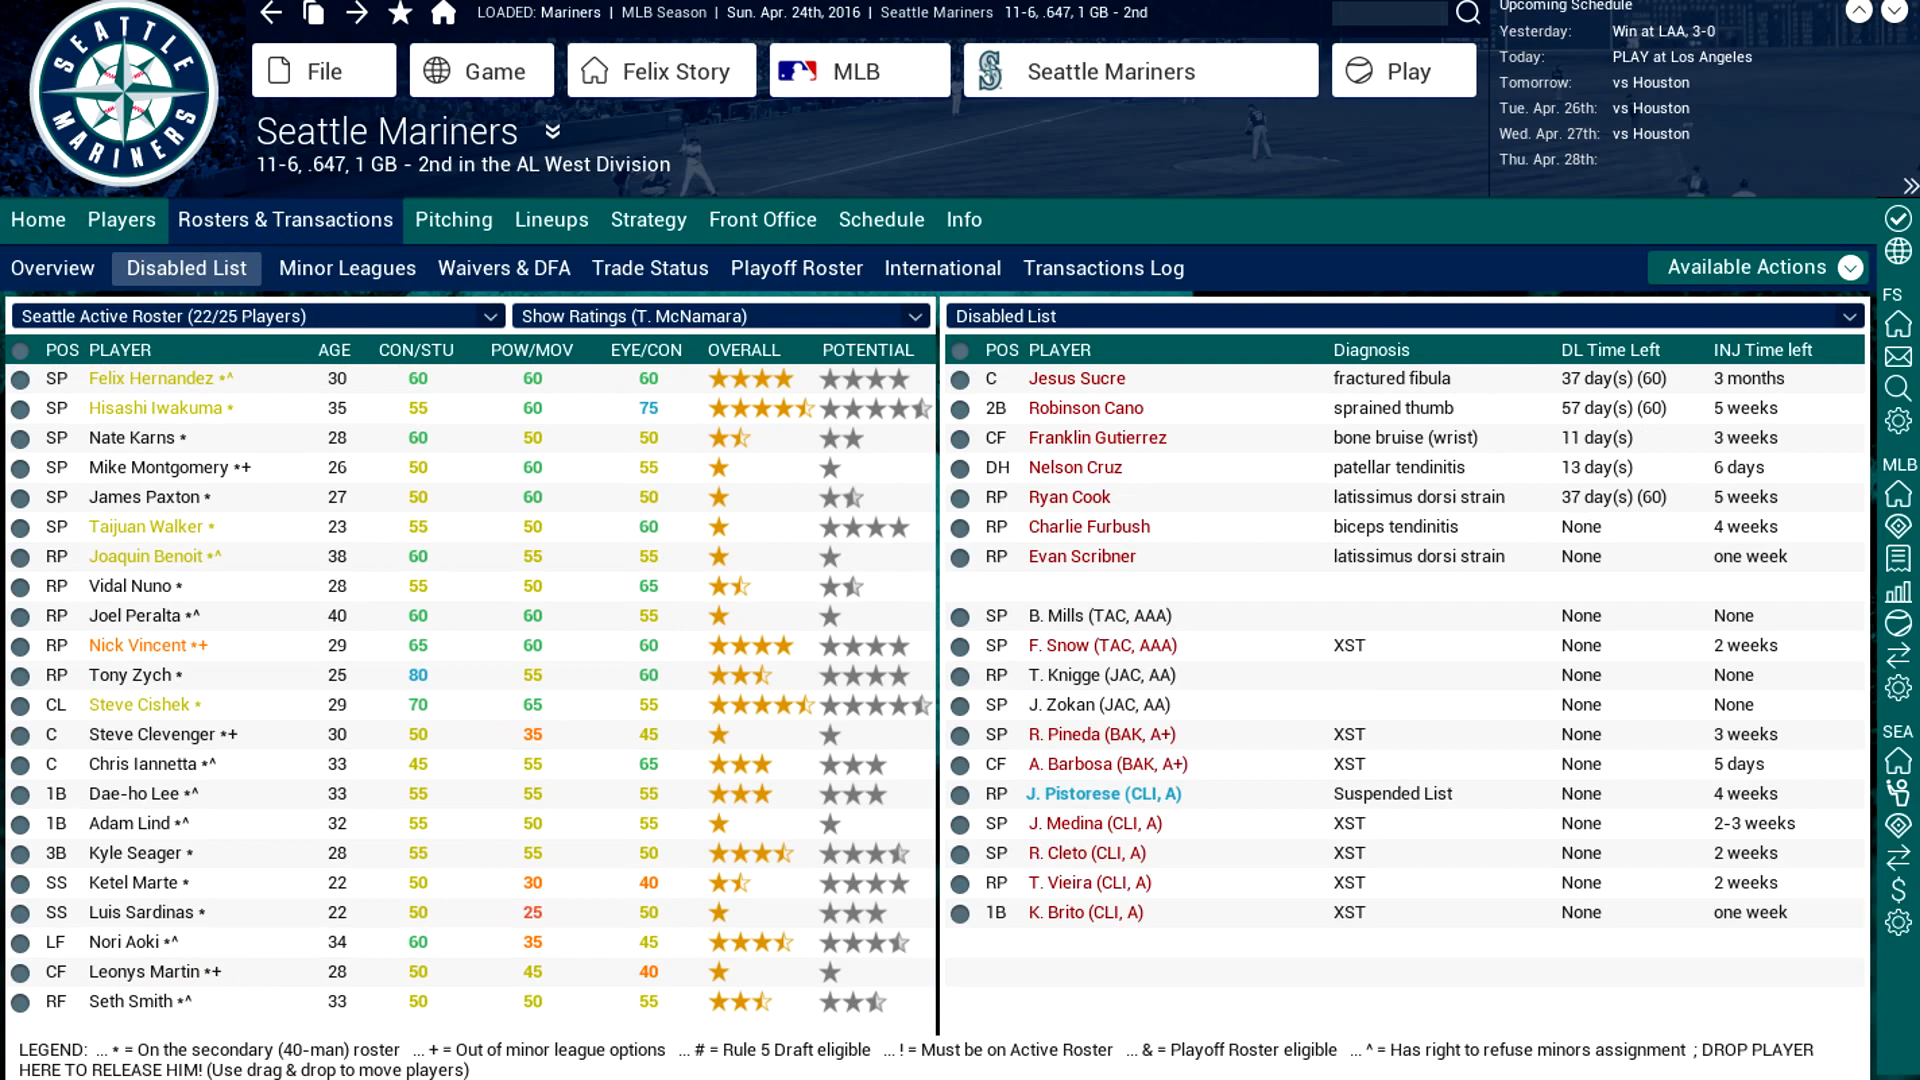 LOADED: Mariners | MLB Season | Sun. Apr. 24th, 2016 | Seattle Mariners 11-6, .647, 1 GB - 2nd
SEATTLE MARINERS
File Game Felix Story MLB Seattle Mariners Play
Seattle Mariners
11-6, .647, 1 GB - 2nd in the AL West Division
Upcoming Schedule
Yesterday: Win at LAA, 3-0
Today: PLAY at Los Angeles
Tomorrow: vs Houston
Tue. Apr. 26th: vs Houston
Wed. Apr. 27th: vs Houston
Thu. Apr. 28th:
Home Players Rosters & Transactions Pitching Lineups Strategy Front Office Schedule Info
Overview Disabled List Minor Leagues Waivers & DFA Trade Status Playoff Roster International Transactions Log Available Actions
Seattle Active Roster (22/25 Players) Show Ratings (T. McNamara)
POS PLAYER AGE CON/STU POW/MOV EYE/CON OVERALL POTENTIAL
SP Felix Hernandez *^ 30 60 60 60
SP Hisashi Iwakuma * 35 55 60 75
SP Nate Karns * 28 60 50 50
SP Mike Montgomery *+ 26 50 60 55
SP James Paxton * 27 50 60 50
SP Taijuan Walker * 23 55 50 60
RP Joaquin Benoit *^ 38 60 55 55
RP Vidal Nuno * 28 55 50 65
RP Joel Peralta *^ 40 60 60 55
RP Nick Vincent *+ 29 65 60 60
RP Tony Zych * 25 80 55 60
CL Steve Cishek * 29 70 65 55
C Steve Clevenger *+ 30 50 35 45
C Chris Iannetta *^ 33 45 55 65
1B Dae-ho Lee *^ 33 55 55 55
1B Adam Lind *^ 32 55 50 55
3B Kyle Seager * 28 55 55 50
SS Ketel Marte * 22 50 30 40
SS Luis Sardinas * 22 50 25 50
LF Nori Aoki *^ 34 60 35 45
CF Leonys Martin *+ 28 50 45 40
RF Seth Smith *^ 33 50 50 55
Disabled List
POS PLAYER Diagnosis DL Time Left INJ Time left
C Jesus Sucre fractured fibula 37 day(s) (60) 3 months
2B Robinson Cano sprained thumb 57 day(s) (60) 5 weeks
CF Franklin Gutierrez bone bruise (wrist) 11 day(s) 3 weeks
DH Nelson Cruz patellar tendinitis 13 day(s) 6 days
RP Ryan Cook latissimus dorsi strain 37 day(s) (60) 5 weeks
RP Charlie Furbush biceps tendinitis None 4 weeks
RP Evan Scribner latissimus dorsi strain None one week
SP B. Mills (TAC, AAA) None None
SP F. Snow (TAC, AAA) XST None 2 weeks
RP T. Knigge (JAC, AA) None None
SP J. Zokan (JAC, AA) None None
SP R. Pineda (BAK, A+) XST None 3 weeks
CF A. Barbosa (BAK, A+) XST None 5 days
RP J. Pistorese (CLI, A) Suspended List None 4 weeks
SP J. Medina (CLI, A) XST None 2-3 weeks
SP R. Cleto (CLI, A) XST None 2 weeks
RP T. Vieira (CLI, A) XST None 2 weeks
1B K. Brito (CLI, A) XST None one week
FS
MLB
SEA
LEGEND: ... * = On the secondary (40-man) roster ... + = Out of minor league options ... # = Rule 5 Draft eligible ... ! = Must be on Active Roster ... & = Playoff Roster eligible ... ^ = Has right to refuse minors assignment ; DROP PLAYER
HERE TO RELEASE HIM! (Use drag & drop to move players)